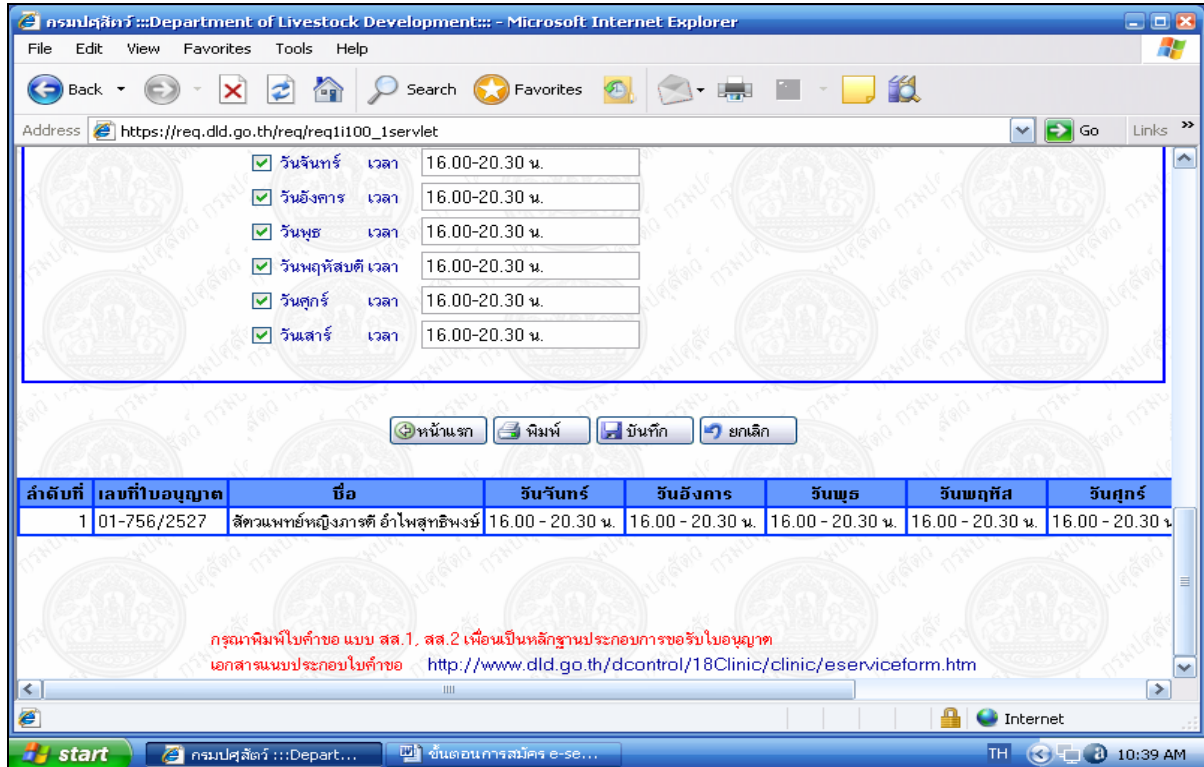 กรมปศุสัตว์ :::Department of Livestock Development::: - Microsoft Internet Explorer
File Edit View Favorites Tools Help
Back Search Favorites
Address https://req.dld.go.th/req/req1i100_1servlet Go Links »
วันจันทร์ เวลา 16.00-20.30 น.
วันอังคาร เวลา 16.00-20.30 น.
วันพุธ เวลา 16.00-20.30 น.
วันพฤหัสบดี เวลา 16.00-20.30 น.
วันศุกร์ เวลา 16.00-20.30 น.
วันเสาร์ เวลา 16.00-20.30 น.
หน้าแรก พิมพ์ บันทึก ยกเลิก
ลำดับที่ เลขที่ใบอนุญาต ชื่อ วันจันทร์ วันอังคาร วันพุธ วันพฤหัส วันศุกร์
1 01-756/2527 สัตวแพทย์หญิงภารดี อำไพสุทธิพงษ์ 16.00 - 20.30 น. 16.00 - 20.30 น. 16.00 - 20.30 น. 16.00 - 20.30 น. 16.00 - 20.30 น
กรุณาพิมพ์ใบคำขอ แบบ สส.1, สส.2 เพื่อนเป็นหลักฐานประกอบการขอรับใบอนุญาต
เอกสารแนบประกอบใบคำขอ http://www.dld.go.th/dcontrol/18Clinic/clinic/eserviceform.htm
Internet
start กรมปศุสัตว์ :::Depart... ขั้นตอนการสมัคร e-se... TH 10:39 AM